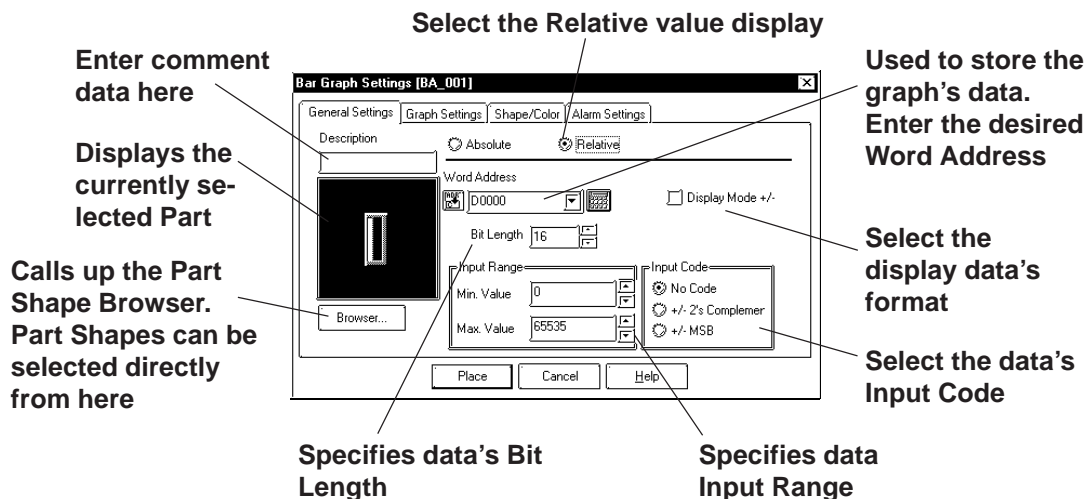 Select the Relative value display
Enter comment
data here
Displays the
currently se-
lected Part
Calls up the Part
Shape Browser.
Part Shapes can be
selected directly
from here
Bar Graph Settings [BA_001]
General Settings Graph Settings Shape/Color Alarm Settings
Description
Absolute Relative
Word Address
D0000
Display Mode +/-
Bit Length 16
Input Range
Min. Value 0
Max. Value 65535
Input Code
No Code
+/- 2's Complemer
+/- MSB
Browser...
Place Cancel Help
Used to store the
graph's data.
Enter the desired
Word Address
Select the
display data's
format
Select the data's
Input Code
Specifies data's Bit
Length
Specifies data
Input Range